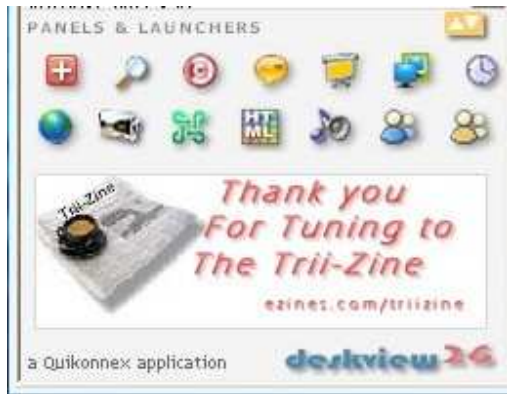 PANELS & LAUNCHERS
HT
ML
Trii-Zine
Thank you
For Tuning to
The Trii-Zine
ezines.com/triizine
a Quikonnex application
deskview 26